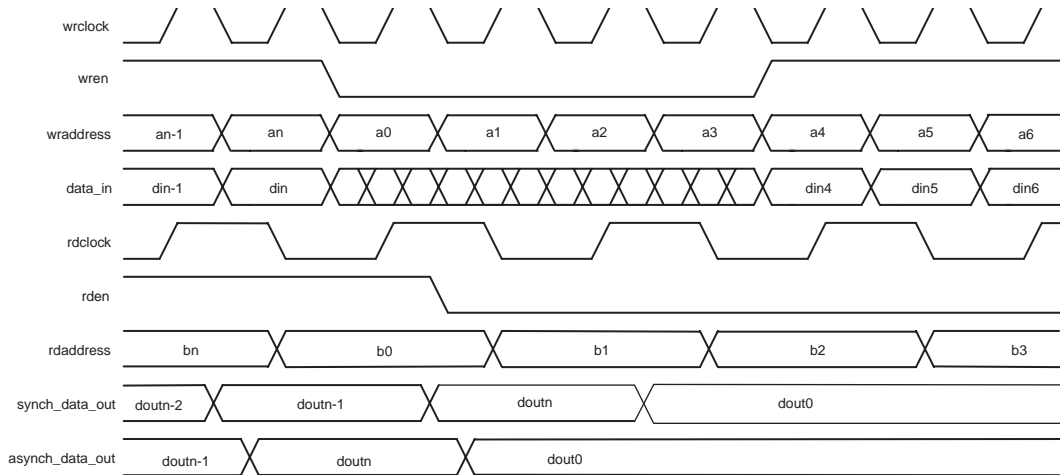 wrclock
wren
wraddress an-1 an a0 a1 a2 a3 a4 a5 a6
data_in din-1 din din4 din5 din6
rdclock
rden
rdaddress bn b0 b1 b2 b3
synch_data_out doutn-2 doutn-1 doutn dout0
asynch_data_out doutn-1 doutn dout0